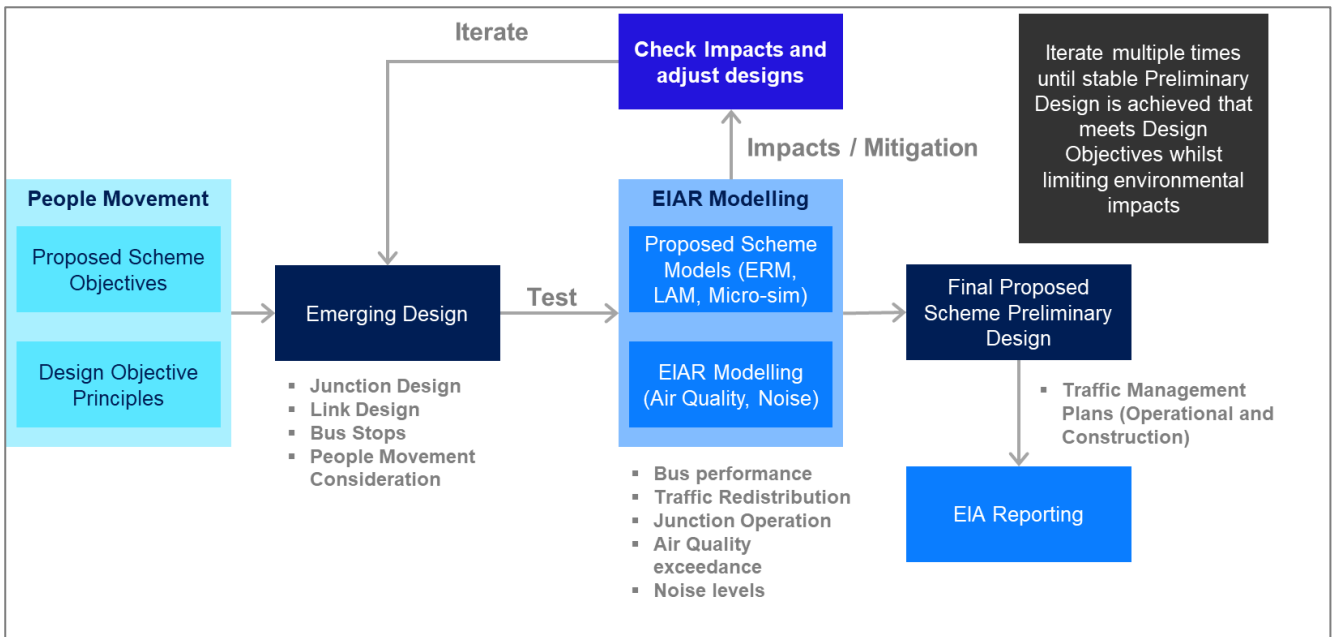 Iterate
Check Impacts and
adjust designs
Iterate multiple times
until stable Preliminary
Design is achieved that
meets Design
Objectives whilst
limiting environmental
impacts
Impacts / Mitigation
People Movement
Proposed Scheme
Objectives
Design Objective
Principles
Emerging Design
▪ Junction Design
▪ Link Design
▪ Bus Stops
▪ People Movement
Consideration
Test
EIAR Modelling
Proposed Scheme
Models (ERM,
LAM, Micro-sim)
EIAR Modelling
(Air Quality, Noise)
▪ Bus performance
▪ Traffic Redistribution
▪ Junction Operation
▪ Air Quality
exceedance
▪ Noise levels
Final Proposed
Scheme Preliminary
Design
▪ Traffic Management
Plans (Operational and
Construction)
EIA Reporting